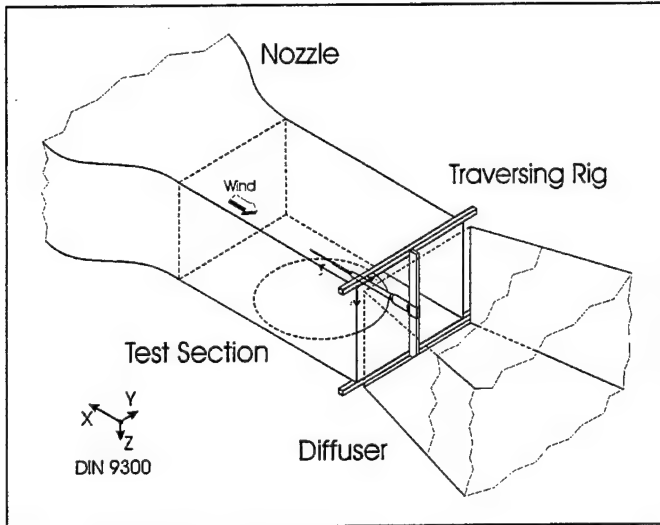 Nozzle
Traversing Rig
Wind
Test Section
Y
X
Z
DIN 9300
Diffuser